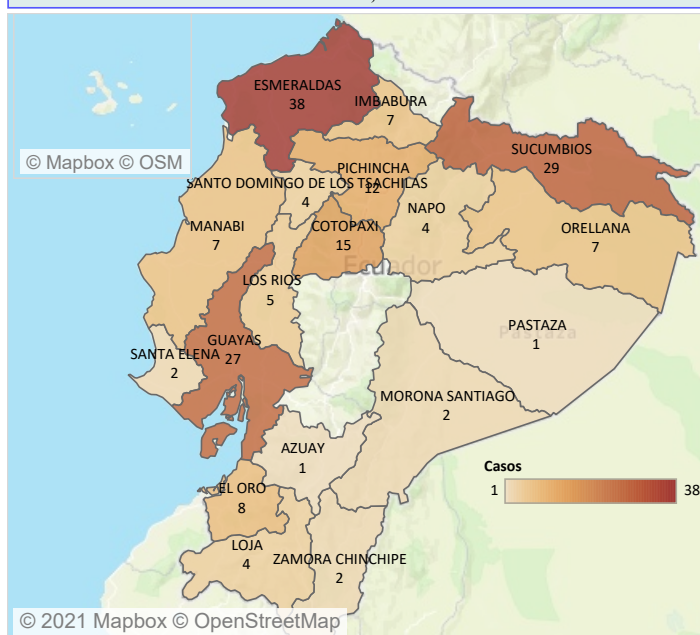 ESMERALDAS
38
IMBABURA
7
© Mapbox © OSM
SUCUMBIOS
29
PICHINCHA
12
SANTO DOMINGO DE LOS TSACHILAS
4
NAPO
4
MANABI
7
COTOPAXI
15
ORELLANA
7
Ecuador
LOS RIOS
5
PASTAZA
Pastaza
1
GUAYAS
27
SANTA ELENA
2
MORONA SANTIAGO
2
AZUAY
1
Casos
1 38
EL ORO
8
LOJA
4
ZAMORA CHINCHIPE
2
© 2021 Mapbox © OpenStreetMap